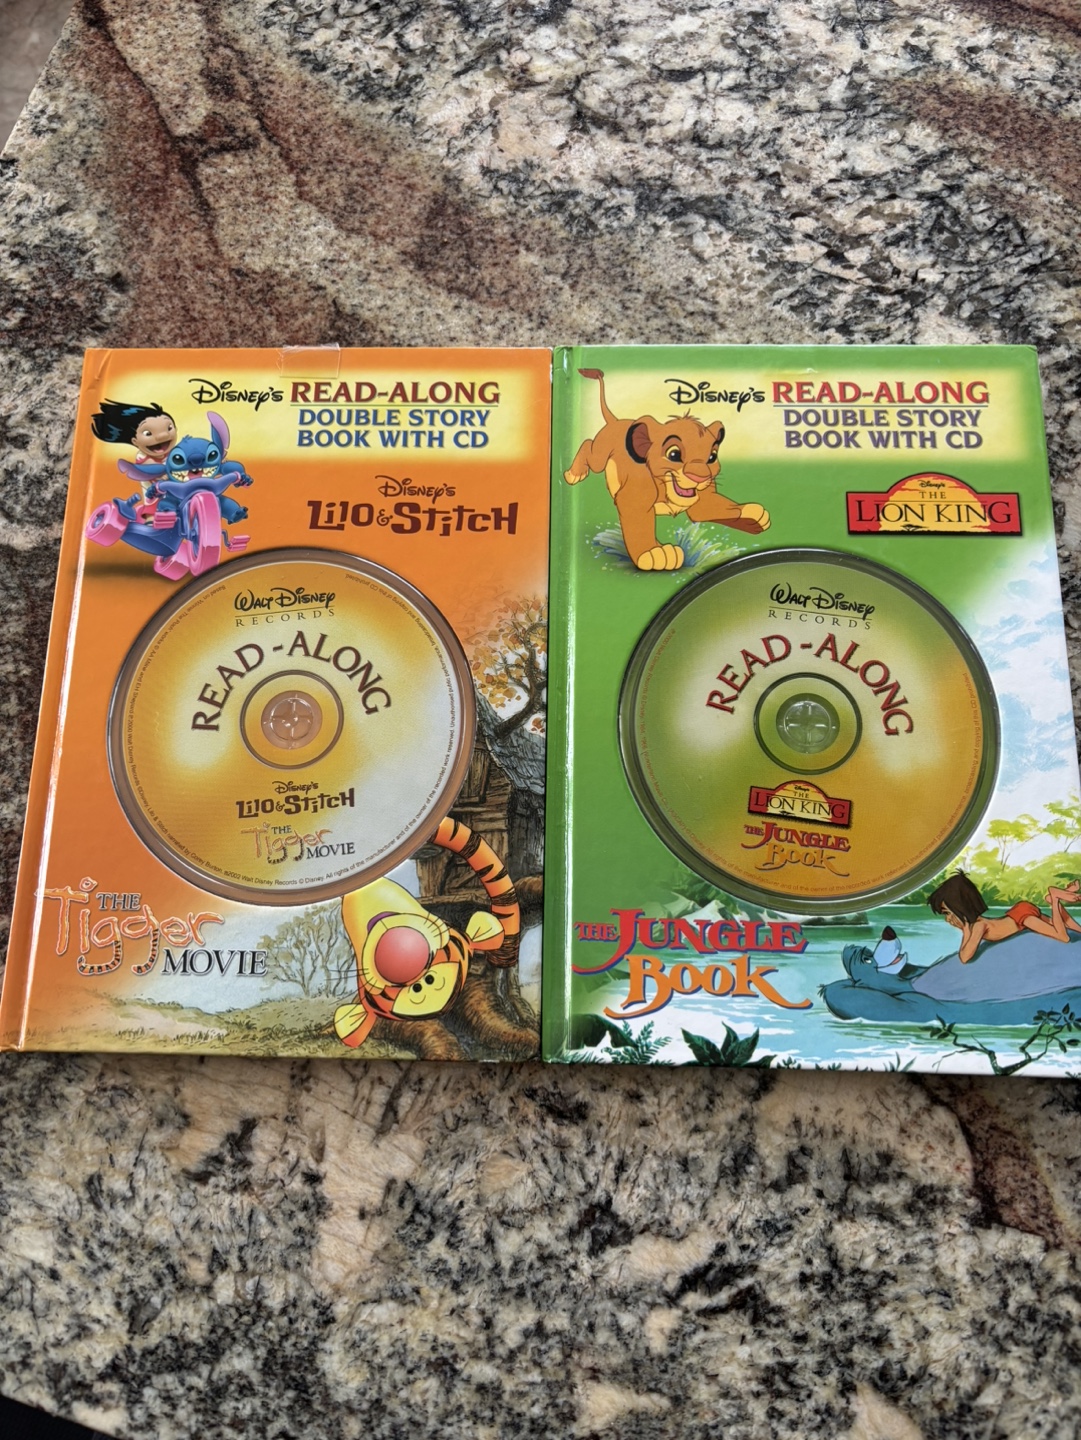 Disney's READ-ALONG
DOUBLE STORY
BOOK WITH CD
Disney's
LiLO & StitcH
WALT DISNEY
RECORDS
READ-ALONG
DISNEY'S
LiLO & StitcH
THE
Tigger
MOVIE
THE
Tigger
MOVIE
Disney's READ-ALONG
DOUBLE STORY
BOOK WITH CD
Disney's
THE
LION KING
WALT DISNEY
RECORDS
READ-ALONG
Disney's
THE
LION KING
THE JUNGLE
BOOK
THE JUNGLE
BOOK